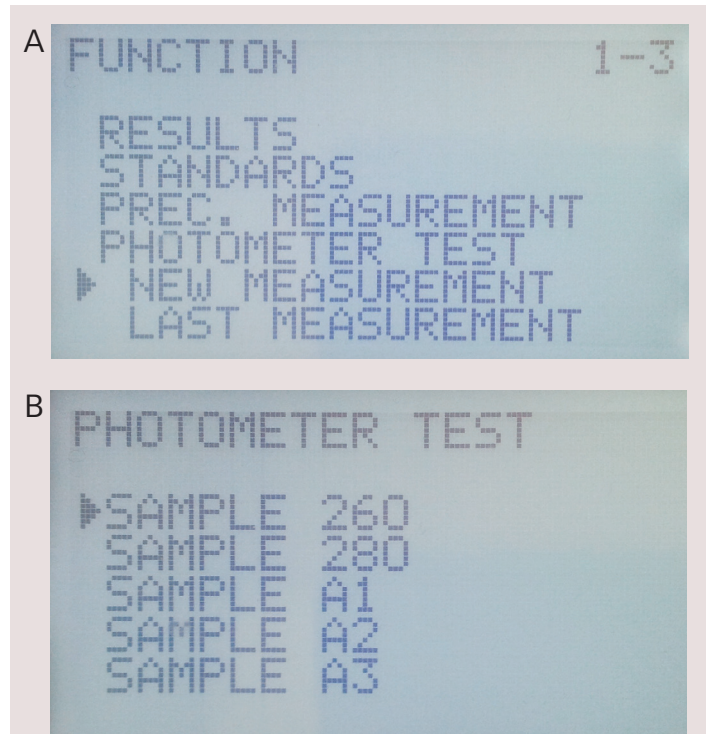 A
FUNCTION 1-3
RESULTS
STANDARDS
PREC. MEASUREMENT
PHOTOMETER TEST
NEW MEASUREMENT
LAST MEASUREMENT
B
PHOTOMETER TEST
SAMPLE 260
SAMPLE 280
SAMPLE A1
SAMPLE A2
SAMPLE A3